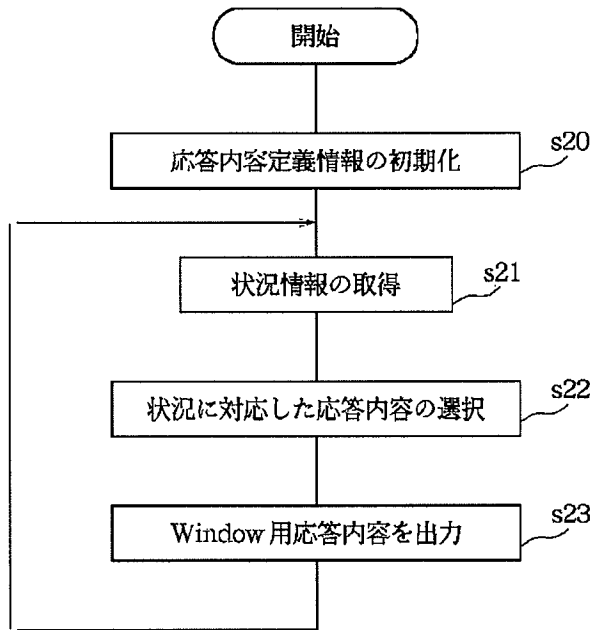 開始
応答内容定義情報の初期化
s20
状況情報の取得
s21
状況に対応した応答内容の選択
s22
Window用応答内容を出力
s23